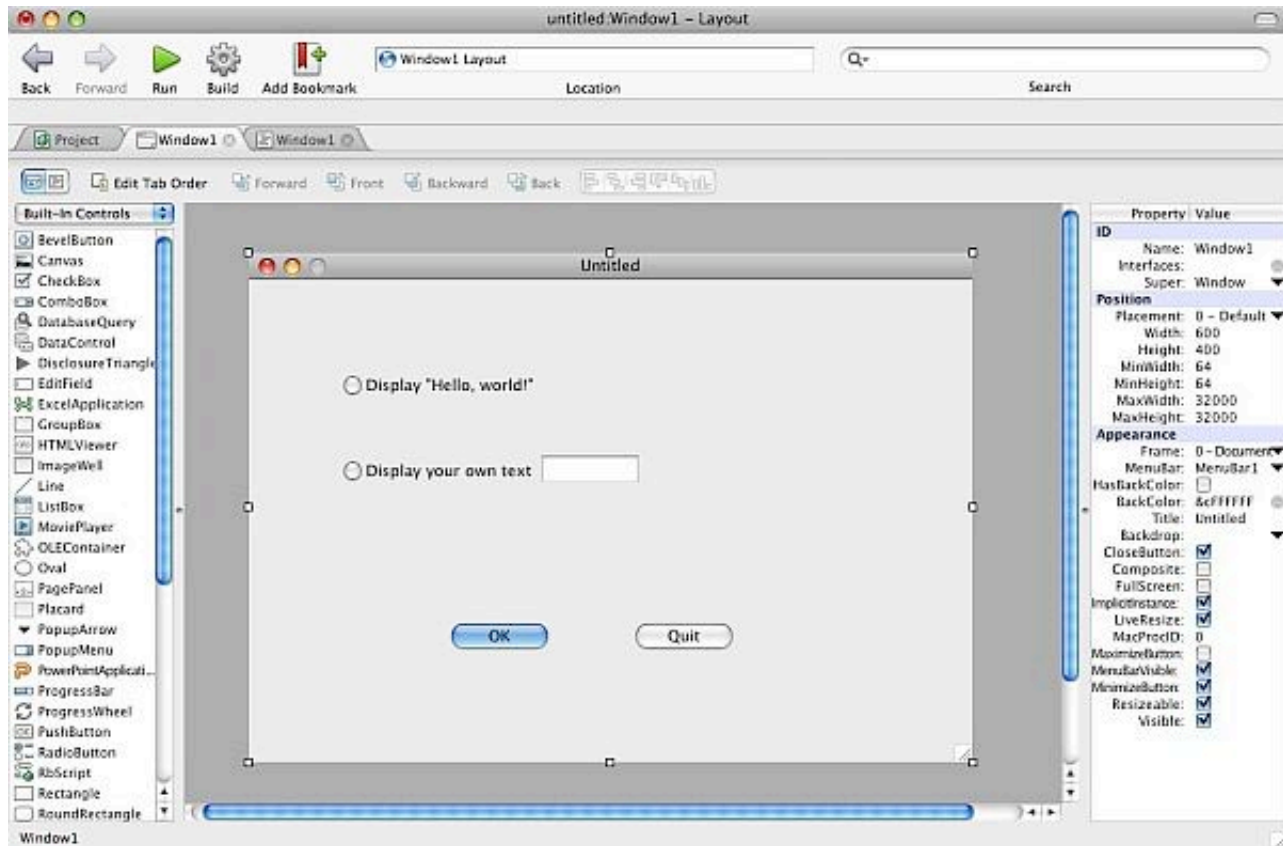 untitled:Window1 – Layout
Window1 Layout
Back Forward Run Build Add Bookmark Location Search
Project Window1 Window1
Edit Tab Order Forward Front Backward Back
Built-In Controls
BevelButton
Canvas
CheckBox
ComboBox
DatabaseQuery
DataControl
DisclosureTriangle
EditField
ExcelApplication
GroupBox
HTMLViewer
ImageWell
Line
ListBox
MoviePlayer
OLEContainer
Oval
PagePanel
Placard
PopupArrow
PopupMenu
PowerPointApplicati...
ProgressBar
ProgressWheel
PushButton
RadioButton
RbScript
Rectangle
RoundRectangle
Untitled
Display "Hello, world!"
Display your own text
OK Quit
Property Value
ID
Name: Window1
Interfaces:
Super: Window
Position
Placement: 0 – Default
Width: 600
Height: 400
MinWidth: 64
MinHeight: 64
MaxWidth: 32000
MaxHeight: 32000
Appearance
Frame: 0 – Document
MenuBar: MenuBar1
HasBackColor:
BackColor: &cFFFFFF
Title: Untitled
Backdrop:
CloseButton:
Composite:
FullScreen:
ImplicitInstance:
LiveResize:
MacProcID: 0
MaximizeButton:
MenuBarVisible:
MinimizeButton:
Resizeable:
Visible:
Window1